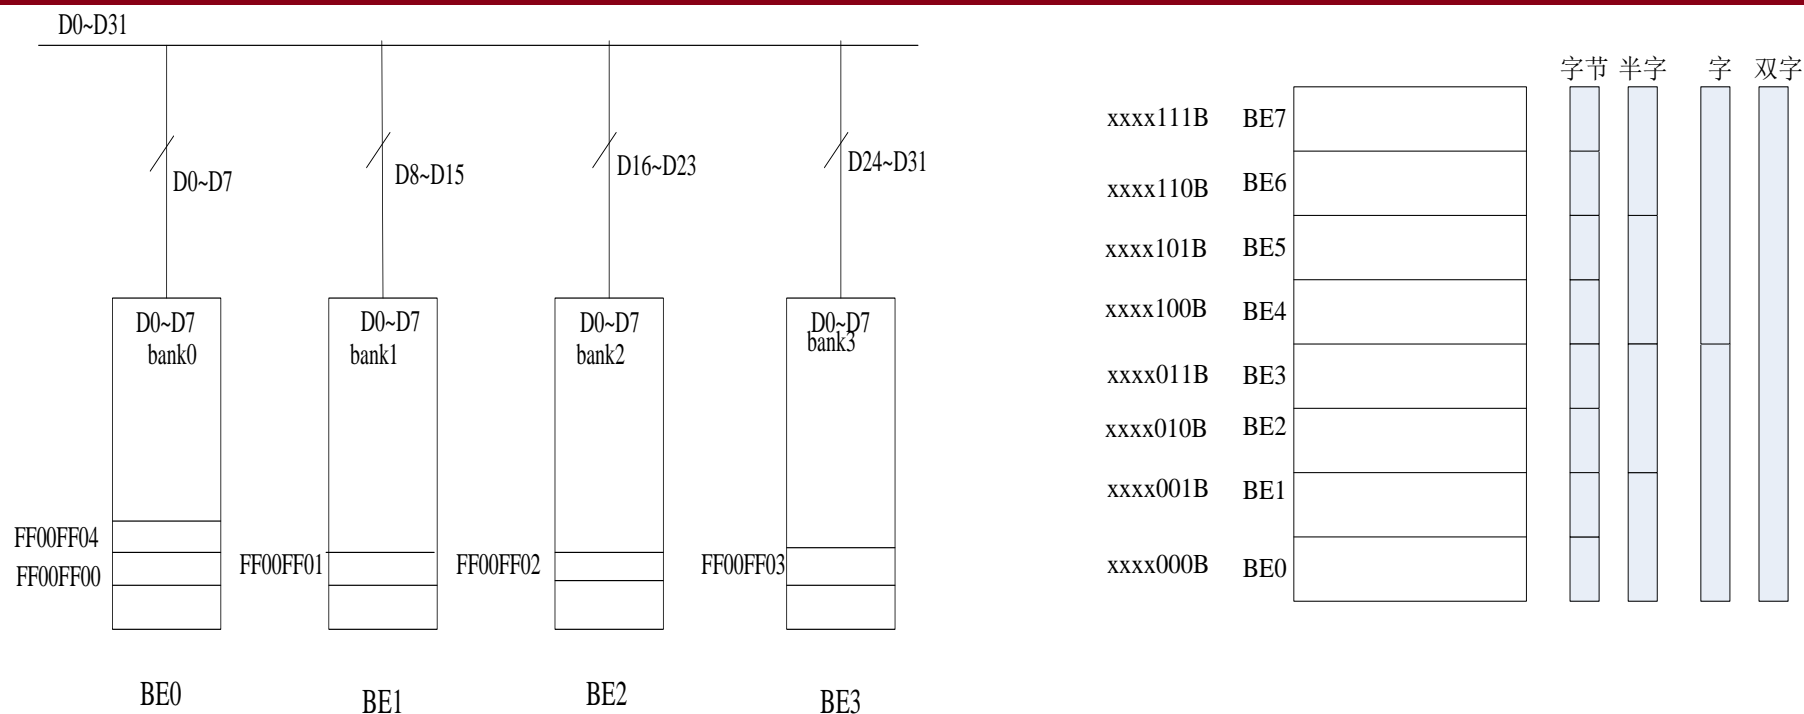 D0~D31
D0~D7
D8~D15
D16~D23
D24~D31
D0~D7
bank0
D0~D7
bank1
D0~D7
bank2
D0~D7
bank3
FF00FF04
FF00FF00
FF00FF01
FF00FF02
FF00FF03
BE0
BE1
BE2
BE3
字节 半字 字 双字
xxxx111B BE7
xxxx110B BE6
xxxx101B BE5
xxxx100B BE4
xxxx011B BE3
xxxx010B BE2
xxxx001B BE1
xxxx000B BE0